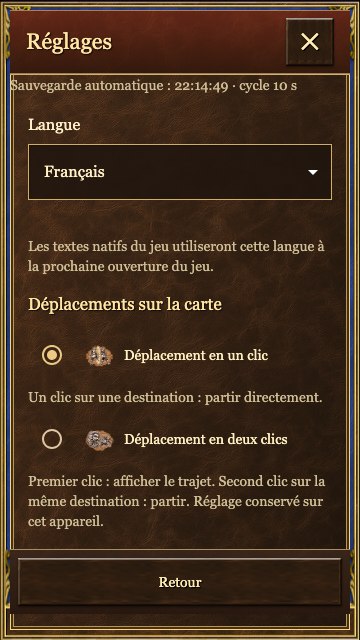 Réglages
Sauvegarde automatique : 22:14:49 · cycle 10 s
Langue
Français
Les textes natifs du jeu utiliseront cette langue à
la prochaine ouverture du jeu.
Déplacements sur la carte
Déplacement en un clic
Un clic sur une destination : partir directement.
Déplacement en deux clics
Premier clic : afficher le trajet. Second clic sur la
même destination : partir. Réglage conservé sur
cet appareil.
Retour